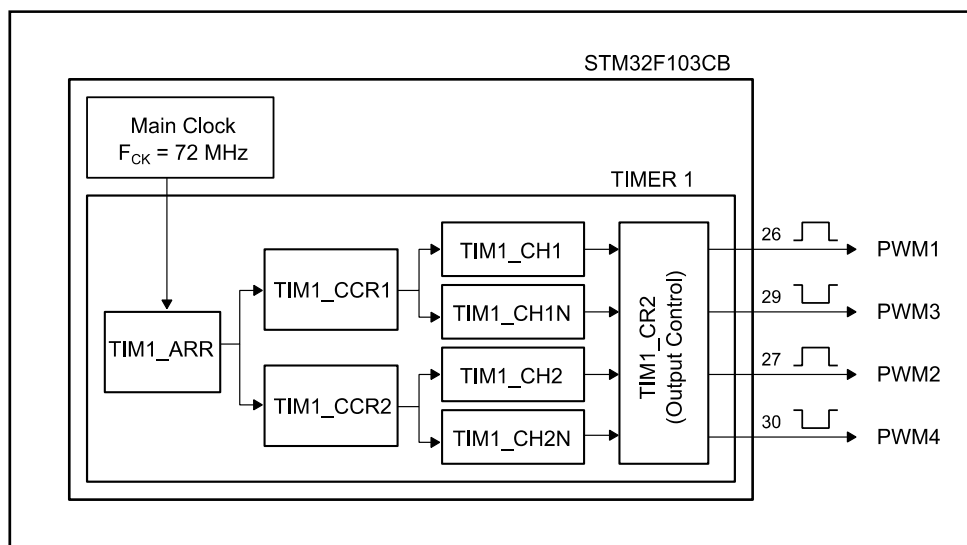 STM32F103CB
Main Clock
F_CK = 72 MHz
TIMER 1
TIM1_ARR
TIM1_CCR1
TIM1_CCR2
TIM1_CH1
TIM1_CH1N
TIM1_CH2
TIM1_CH2N
TIM1_CR2
(Output Control)
26
PWM1
29
PWM3
27
PWM2
30
PWM4